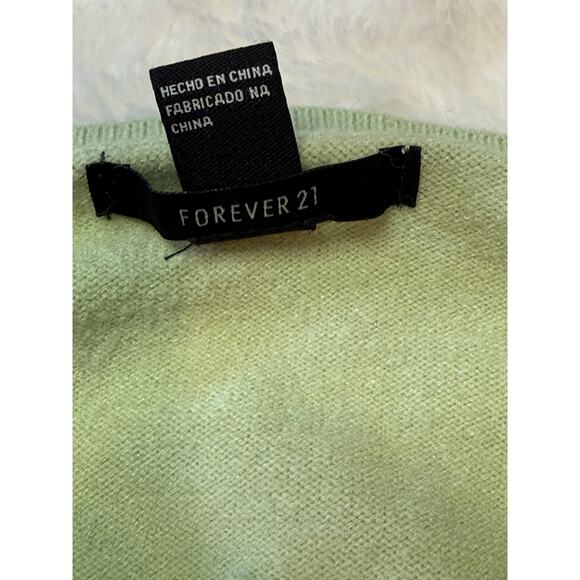 HECHO EN CHINA
FABRICADO NA
CHINA
FOREVER 21